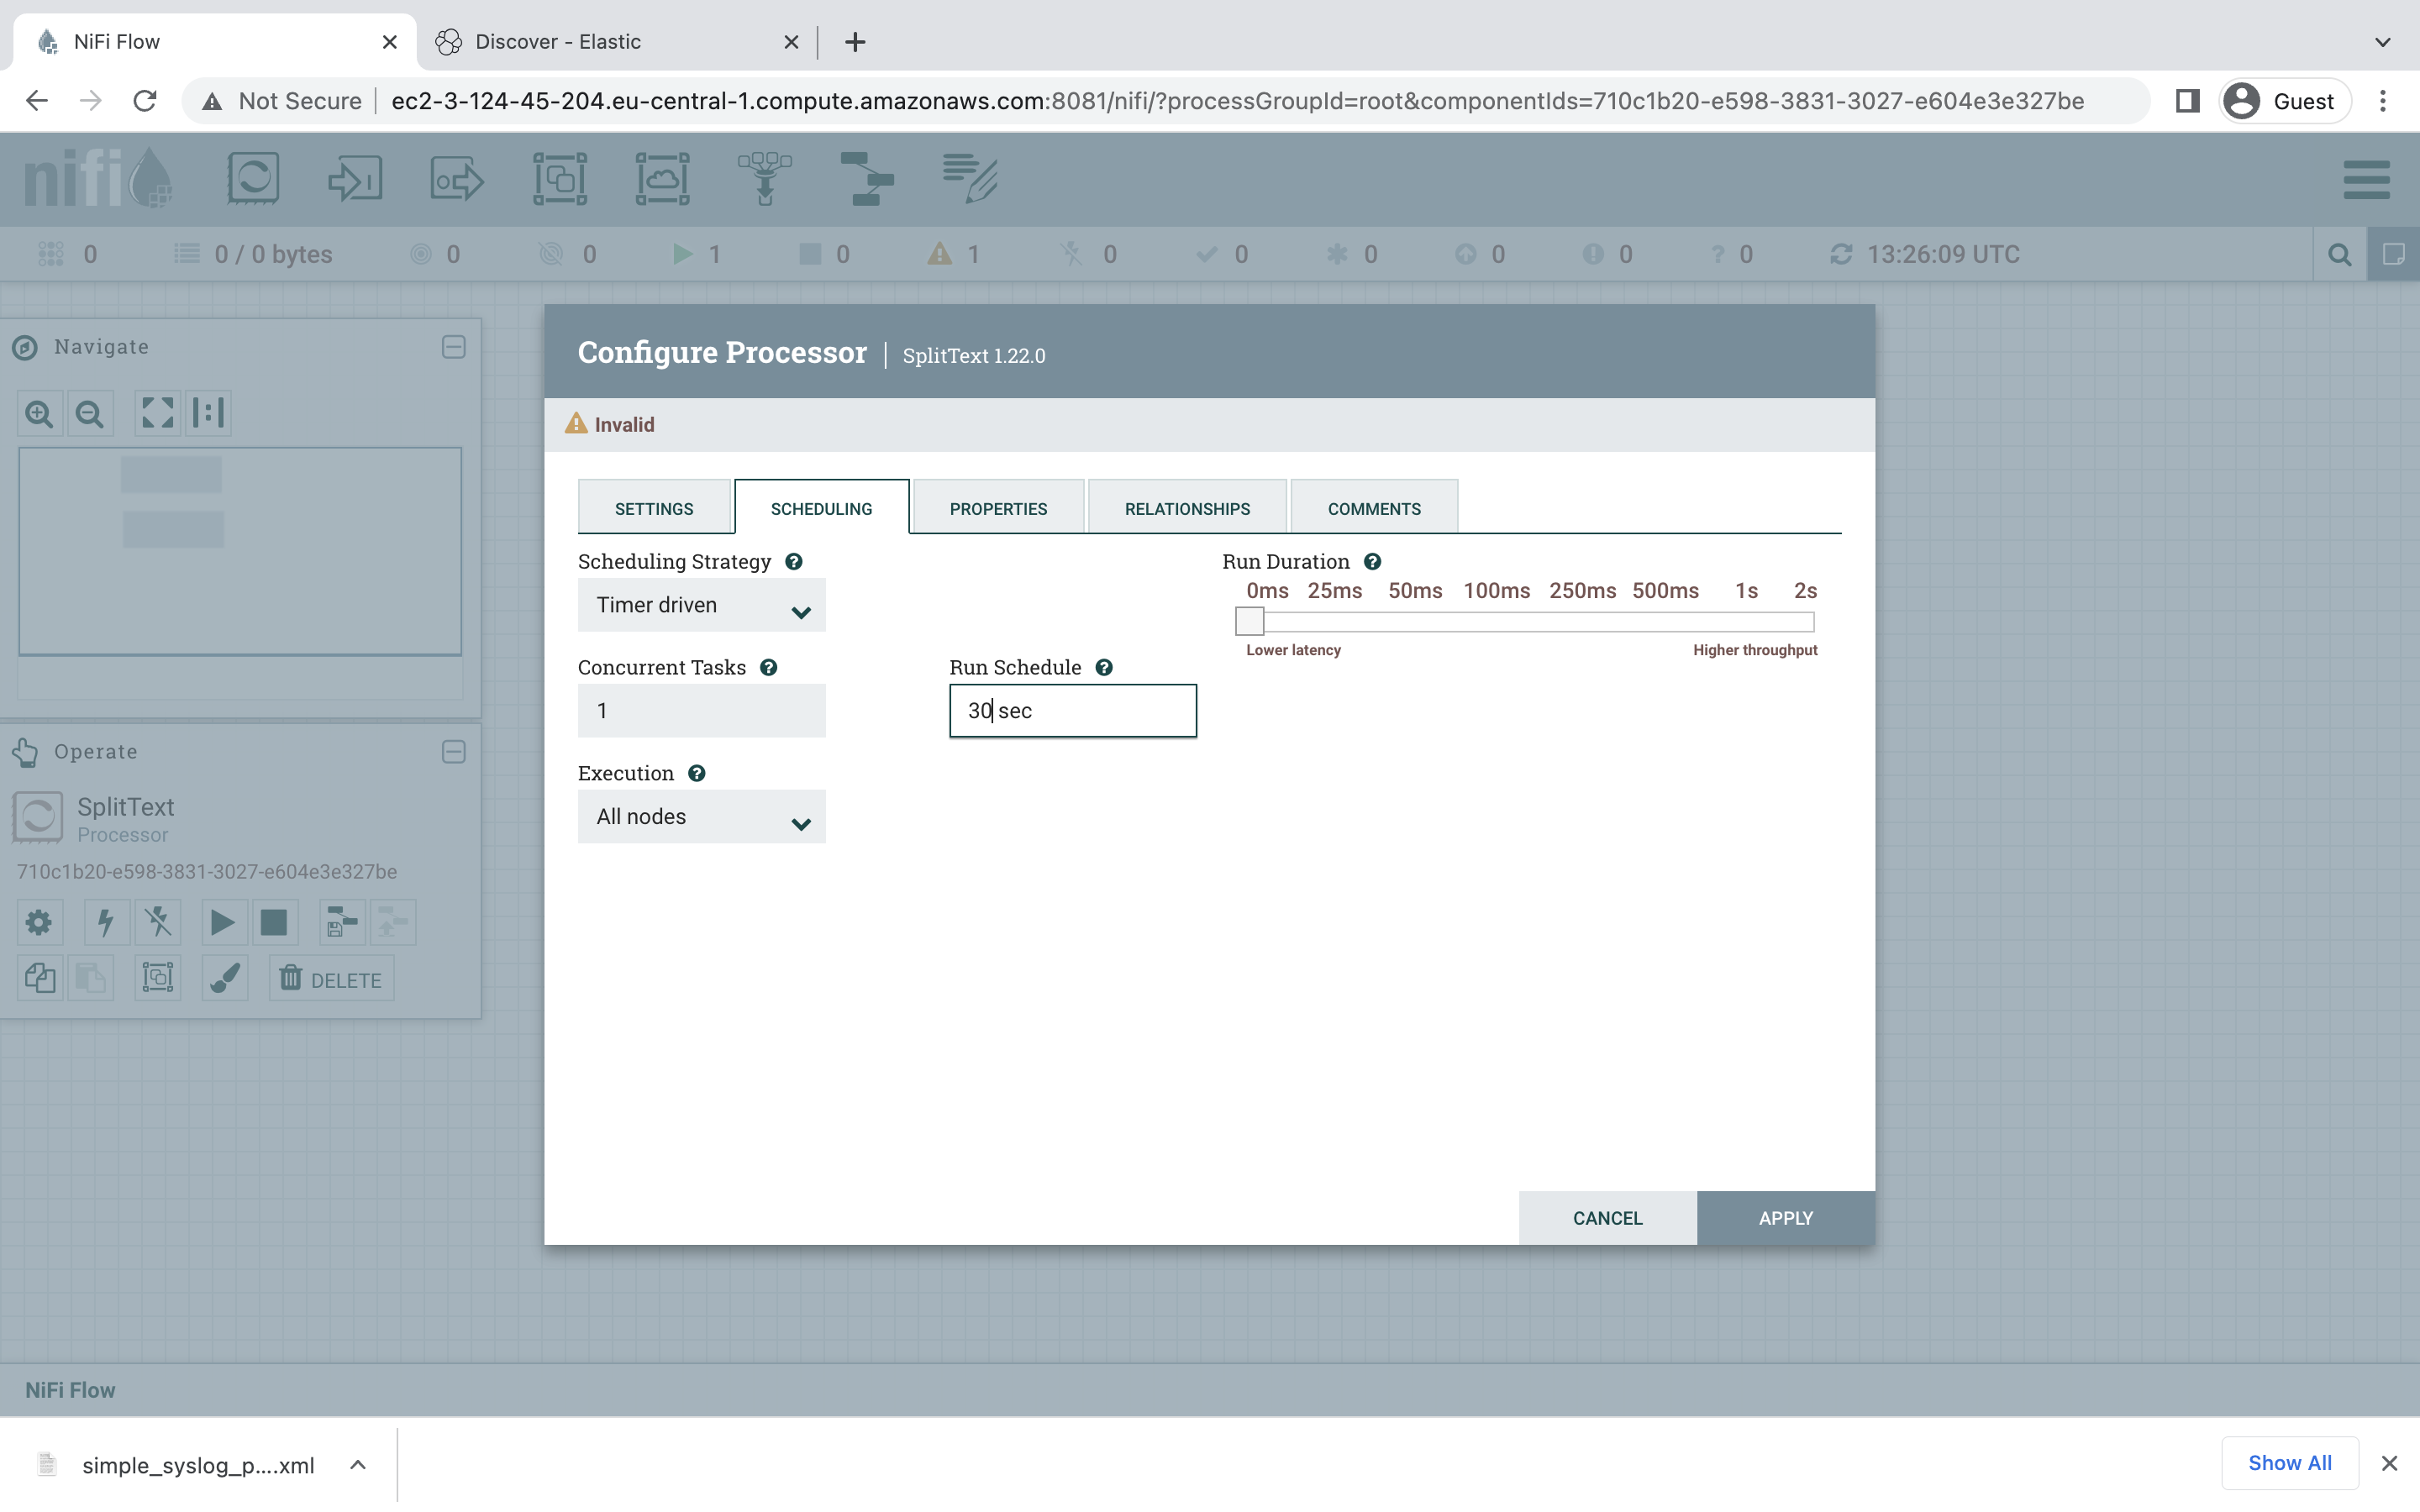 NiFi Flow
Discover - Elastic
Not Secure
ec2-3-124-45-204.eu-central-1.compute.amazonaws.com:8081/nifi/?processGroupId=root&componentIds=710c1b20-e598-3831-3027-e604e3e327be
Guest
nifi
0
0 / 0 bytes
0
0
1
0
1
0
0
0
0
0
? 0
13:26:09 UTC
Navigate
Configure Processor | SplitText 1.22.0
Invalid
SETTINGS
SCHEDULING
PROPERTIES
RELATIONSHIPS
COMMENTS
Scheduling Strategy ?
Timer driven
Run Duration ?
0ms 25ms 50ms 100ms 250ms 500ms 1s 2s
Lower latency
Higher throughput
Concurrent Tasks ?
1
Run Schedule ?
30 sec
Execution ?
All nodes
Operate
SplitText
Processor
710c1b20-e598-3831-3027-e604e3e327be
DELETE
CANCEL
APPLY
NiFi Flow
simple_syslog_p....xml
Show All